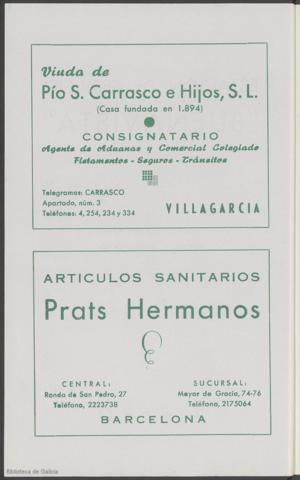 Viuda de
Pío S. Carrasco e Hijos, S. L.
(Casa fundada en 1.894)
CONSIGNATARIO
Agente de Aduanas y Comercial Colegiado
Fletamentos - Seguros - Tránsitos
Telegramas: CARRASCO
Apartado, núm. 3
Teléfonos: 4, 254, 234 y 334
VILLAGARCIA
ARTICULOS SANITARIOS
Prats Hermanos
CENTRAL:
Ronda de San Pedro, 27
Teléfono, 2223738
SUCURSAL:
Mayor de Gracia, 74-76
Teléfono, 2175064
BARCELONA
Biblioteca de Galicia